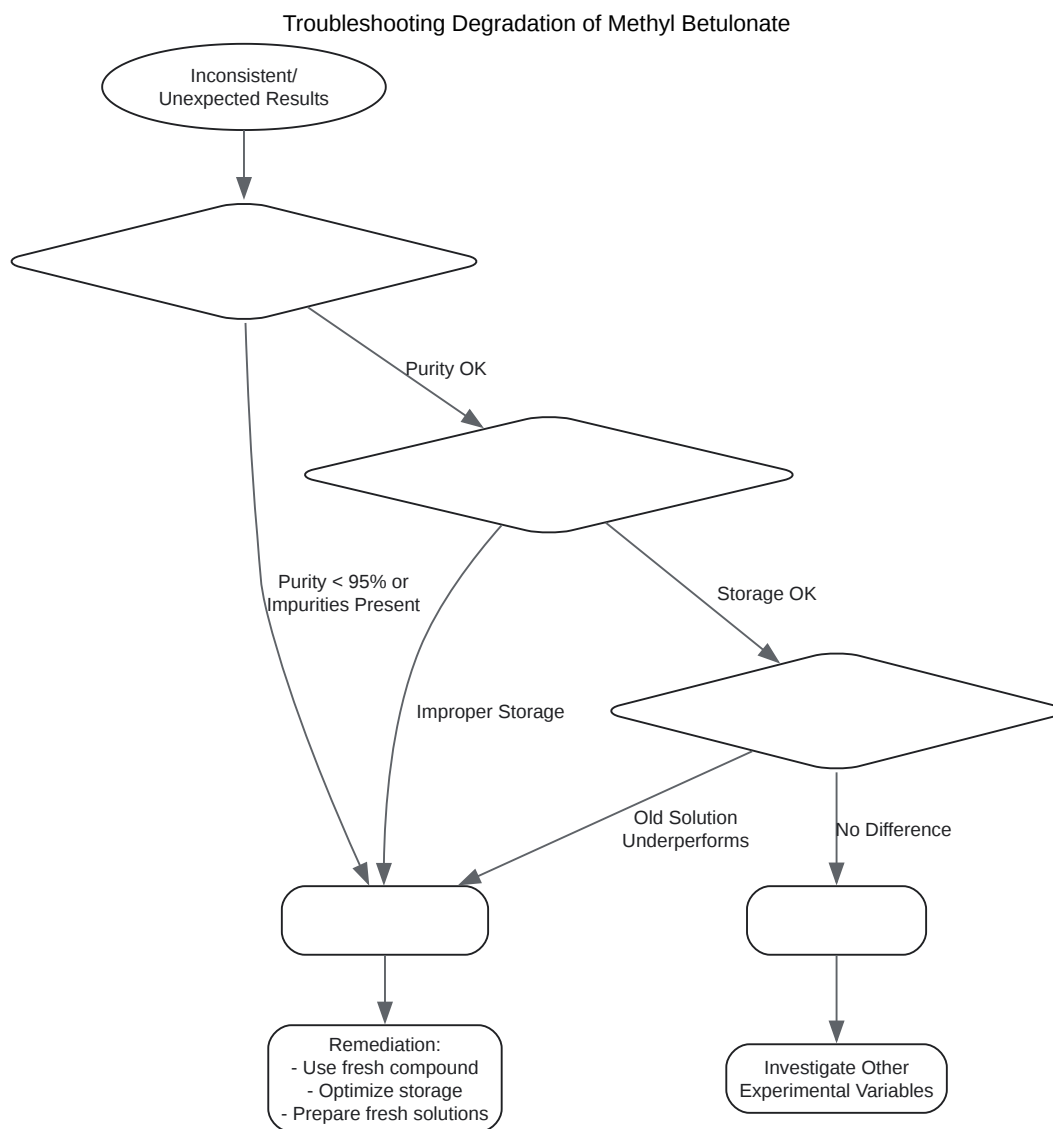 Troubleshooting Degradation of Methyl Betulonate
Inconsistent/
Unexpected Results
Purity OK
Purity < 95% or
Impurities Present
Storage OK
Improper Storage
Old Solution
Underperforms
No Difference
Remediation:
- Use fresh compound
- Optimize storage
- Prepare fresh solutions
Investigate Other
Experimental Variables